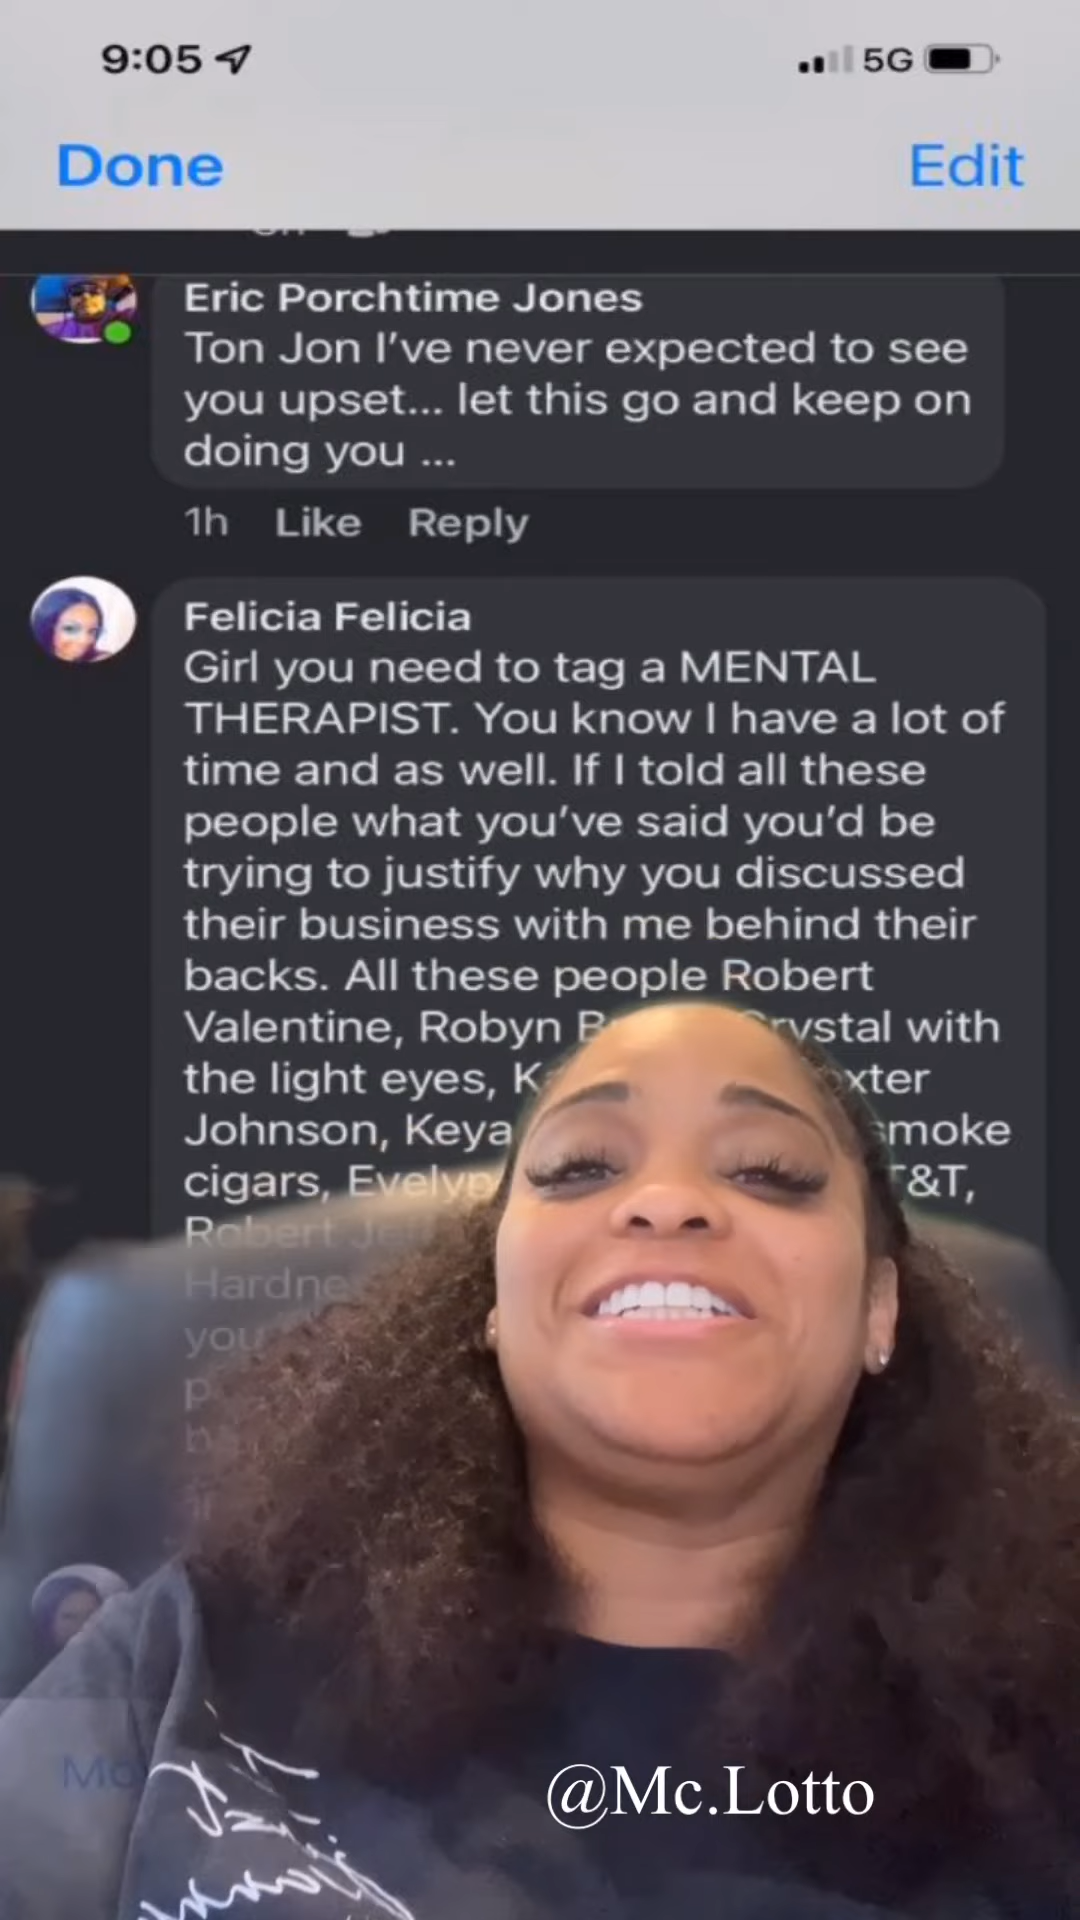 9:05
5G
Done
Edit
Eric Porchtime Jones
Ton Jon I've never expected to see
you upset... let this go and keep on
doing you ...
1h Like Reply
Felicia Felicia
Girl you need to tag a MENTAL
THERAPIST. You know I have a lot of
time and as well. If I told all these
people what you've said you'd be
trying to justify why you discussed
their business with me behind their
backs. All these people Robert
Valentine, Robyn with
the light eyes,
Johnson, smoke
cigars,
Robert
you
@Mc.Lotto